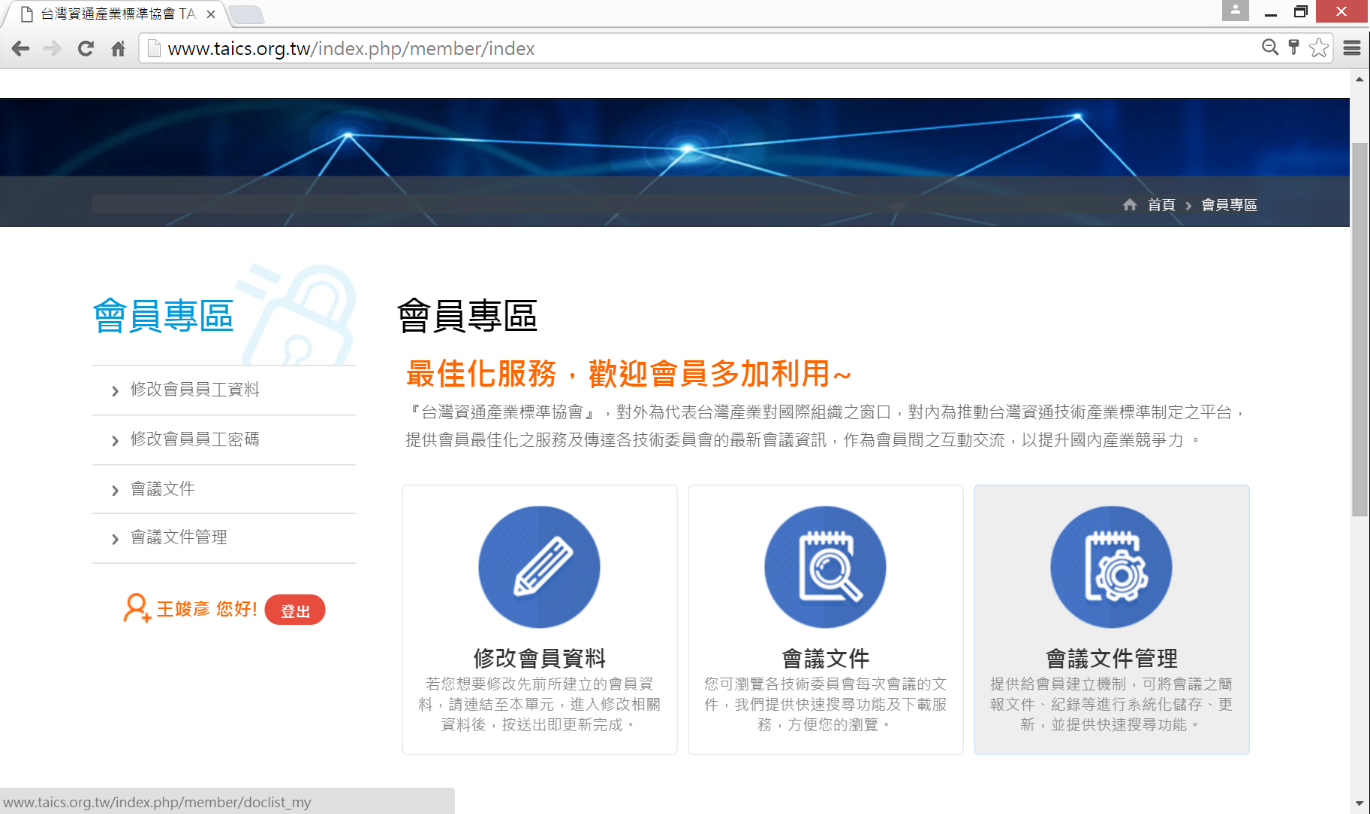 台灣資通產業標準協會 TA
www.taics.org.tw/index.php/member/index
首頁 > 會員專區
會員專區
修改會員員工資料
修改會員員工密碼
會議文件
會議文件管理
王竣彥 您好! 登出
會員專區
最佳化服務，歡迎會員多加利用~
『台灣資通產業標準協會』，對外為代表台灣產業對國際組織之窗口，對內為推動台灣資通技術產業標準制定之平台，
提供會員最佳化之服務及傳達各技術委員會的最新會議資訊，作為會員間之互動交流，以提升國內產業競爭力 。
修改會員資料
若您想要修改先前所建立的會員資
料，請連結至本單元，進入修改相關
資料後，按送出即更新完成。
會議文件
您可瀏覽各技術委員會每次會議的文
件，我們提供快速搜尋功能及下載服
務，方便您的瀏覽。
會議文件管理
提供給會員建立機制，可將會議之簡
報文件、紀錄等進行系統化儲存、更
新，並提供快速搜尋功能。
www.taics.org.tw/index.php/member/doclist_my